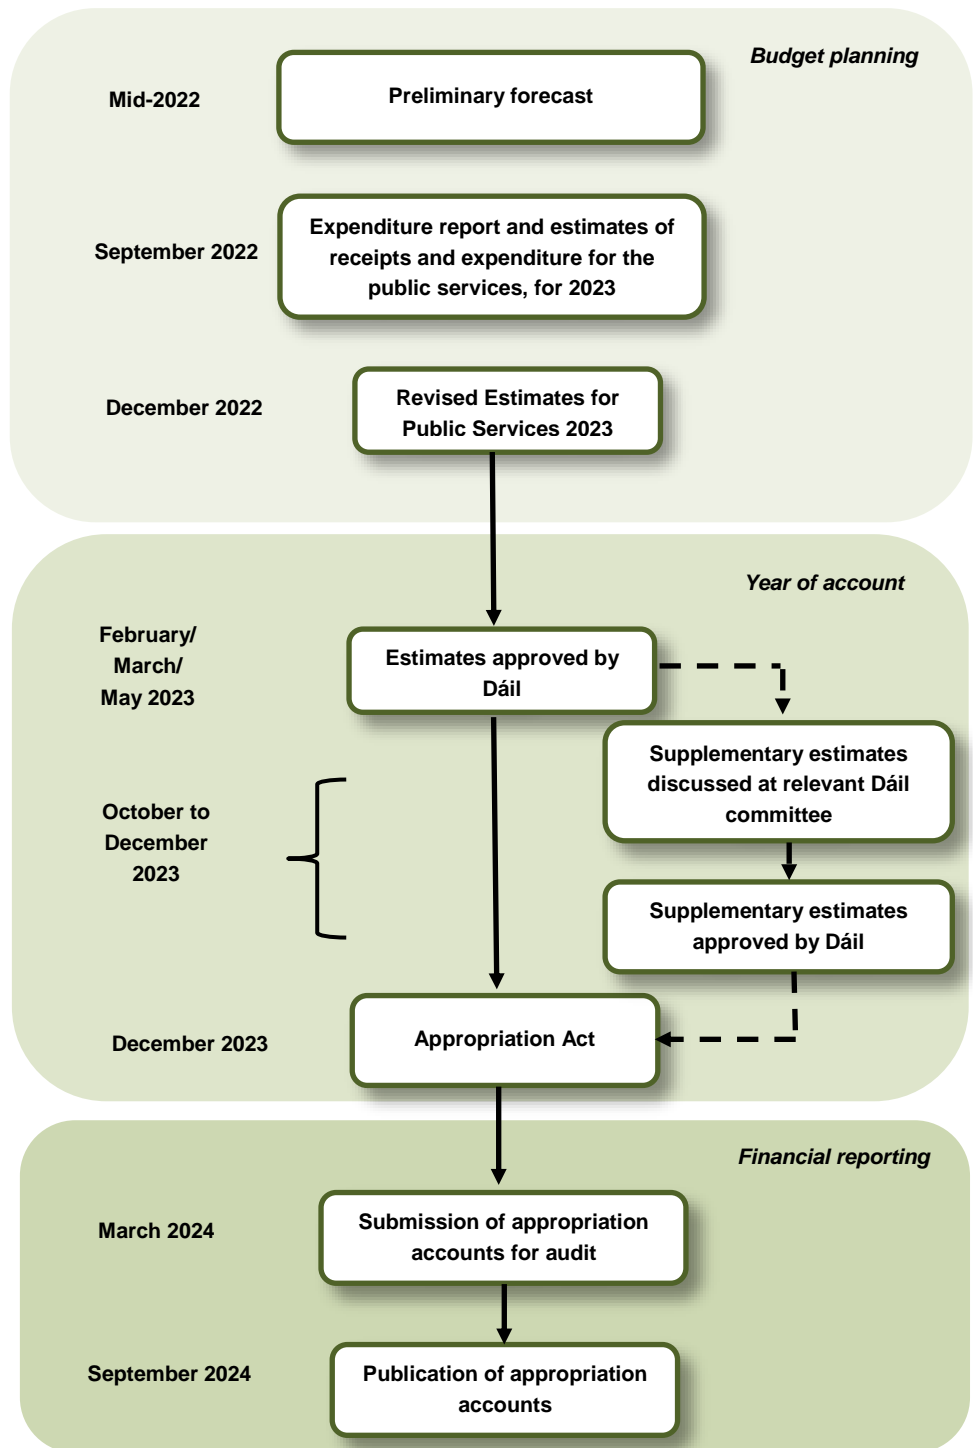 Budget planning
Mid-2022
Preliminary forecast
September 2022
Expenditure report and estimates of
receipts and expenditure for the
public services, for 2023
December 2022
Revised Estimates for
Public Services 2023
Year of account
February/
March/
May 2023
Estimates approved by
Dáil
Supplementary estimates
discussed at relevant Dáil
committee
October to
December
2023
Supplementary estimates
approved by Dáil
December 2023
Appropriation Act
Financial reporting
March 2024
Submission of appropriation
accounts for audit
September 2024
Publication of appropriation
accounts